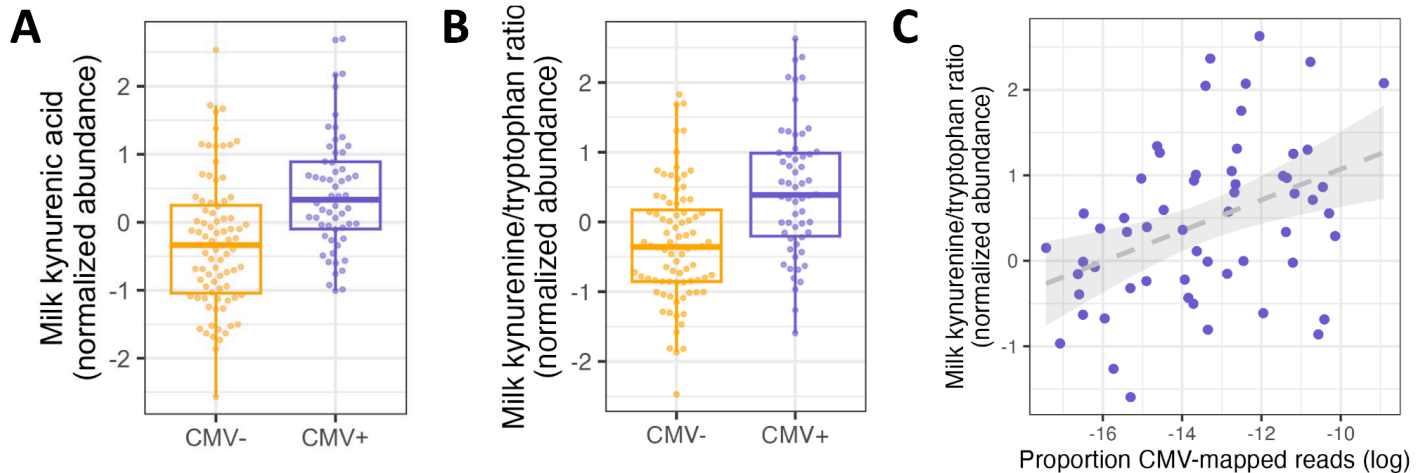 A
Milk kynurenic acid
(normalized abundance)
2
1
0
-1
-2
CMV-
CMV+
B
Milk kynurenine/tryptophan ratio
(normalized abundance)
2
1
0
-1
-2
CMV-
CMV+
C
Milk kynurenine/tryptophan ratio
(normalized abundance)
2
1
0
-1
-16
-14
-12
-10
Proportion CMV-mapped reads (log)